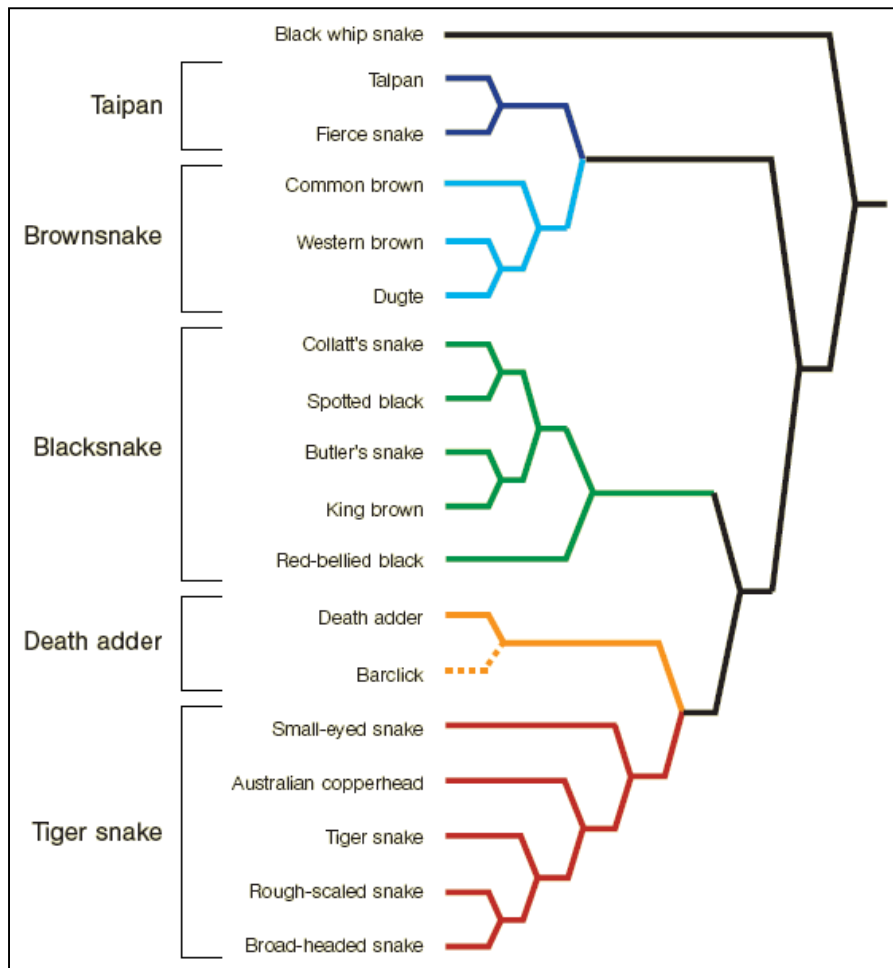 Black whip snake
Taipan
Taipan
Fierce snake
Brownsnake
Common brown
Western brown
Dugte
Blacksnake
Collatt's snake
Spotted black
Butler's snake
King brown
Red-bellied black
Death adder
Death adder
Barclick
Tiger snake
Small-eyed snake
Australian copperhead
Tiger snake
Rough-scaled snake
Broad-headed snake